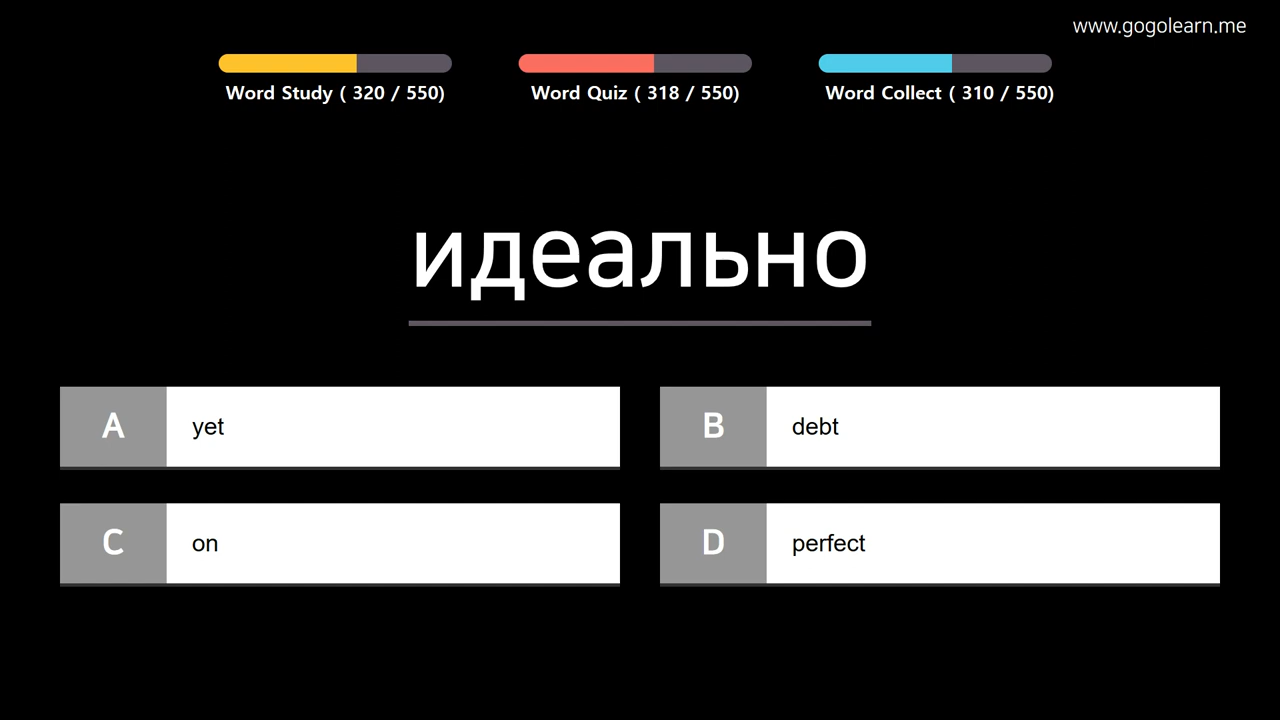 www.gogolearn.me
Word Study ( 320 / 550)
Word Quiz ( 318 / 550)
Word Collect ( 310 / 550)
идеально
A yet
B debt
C on
D perfect